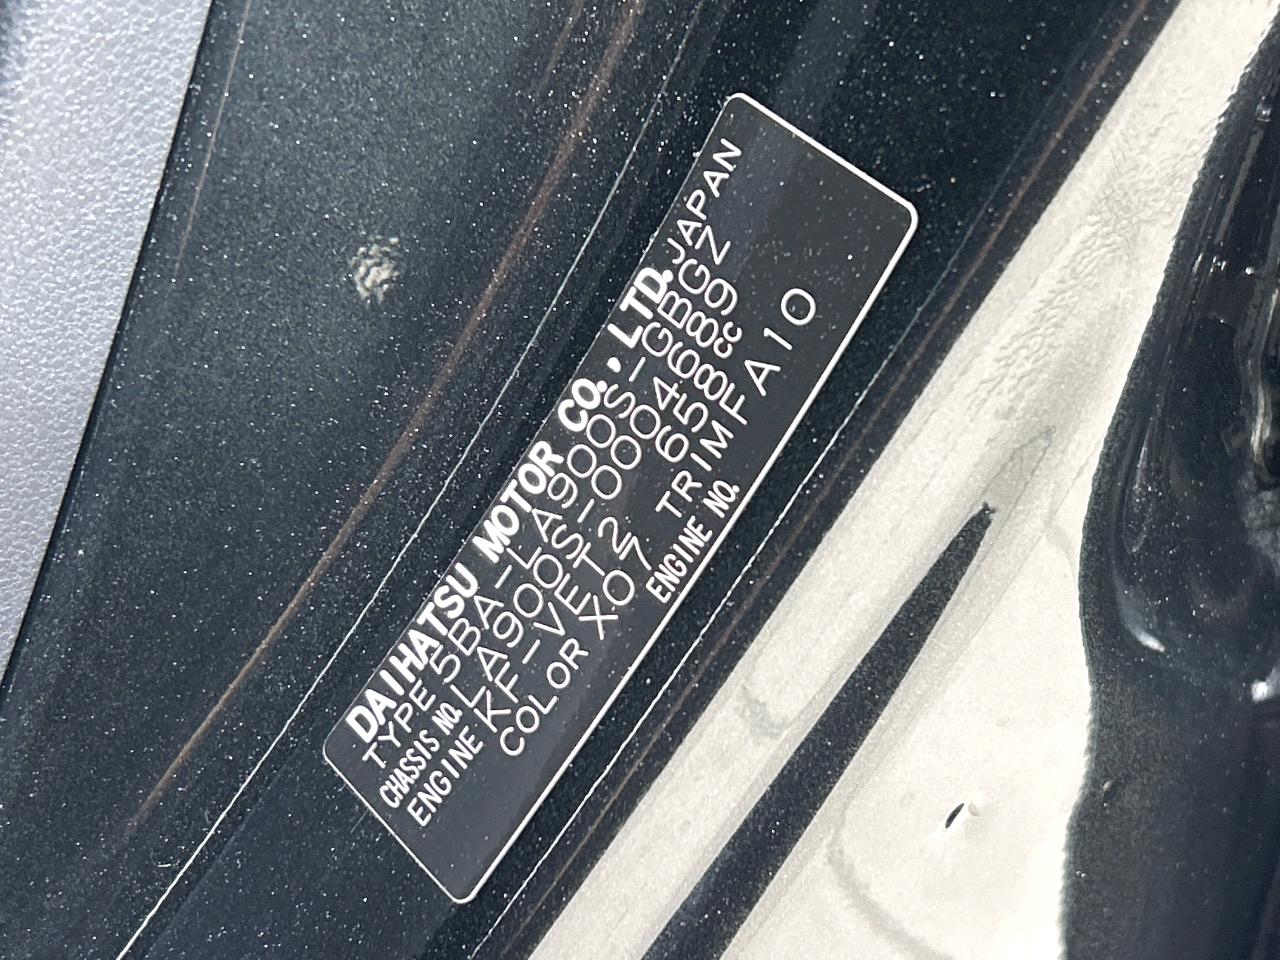 DAIHATSU MOTOR CO., LTD. JAPAN
TYPE 5BA-LA900S-GBGZ
CHASSIS NO. LA900S-0004689
ENGINE KF-VET2 658cc
COLOR X07 TRIM FA10
ENGINE NO.